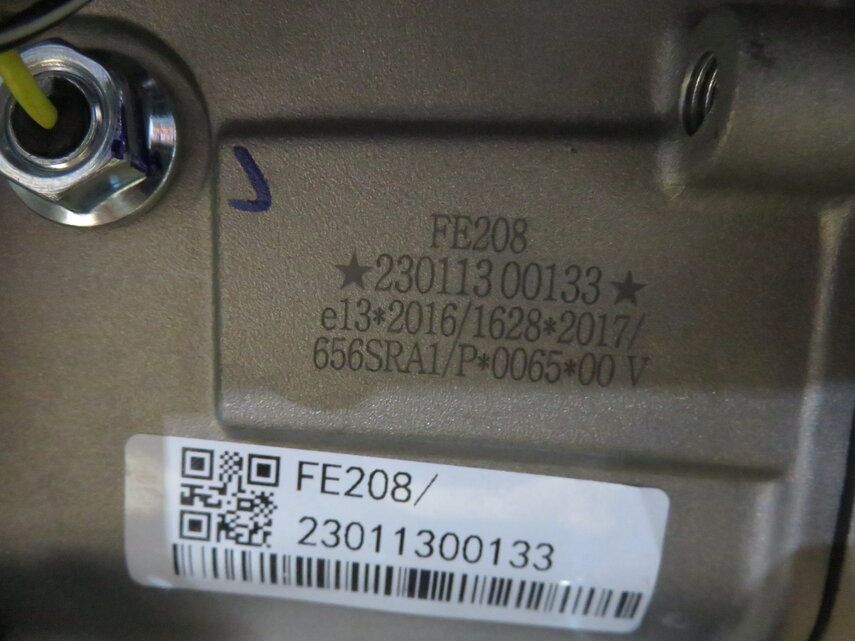 FE208
★230113 00133★
e13*2016/1628*2017/
656SRA1/P*0065*00 V
FE208/
23011300133